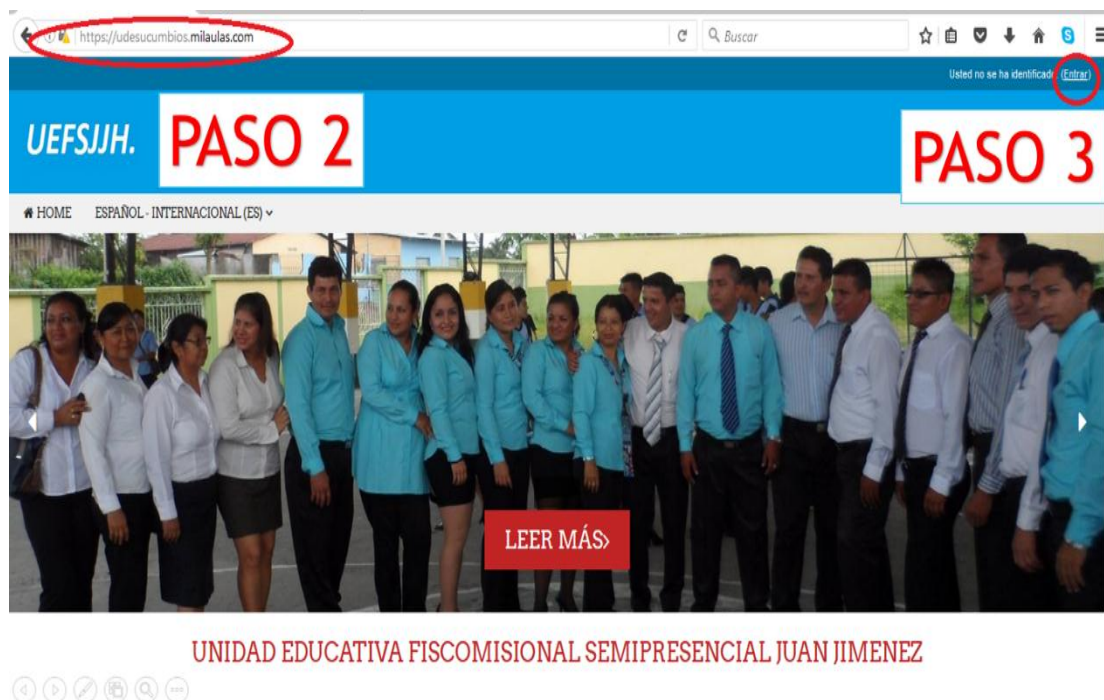 https://udesucumbios.milaulas.com
Buscar
Usted no se ha identificado. (Entrar)
UEFSJJH.
PASO 2
PASO 3
HOME ESPAÑOL - INTERNACIONAL (ES)
LEER MÁS
UNIDAD EDUCATIVA FISCOMISIONAL SEMIPRESENCIAL JUAN JIMENEZ